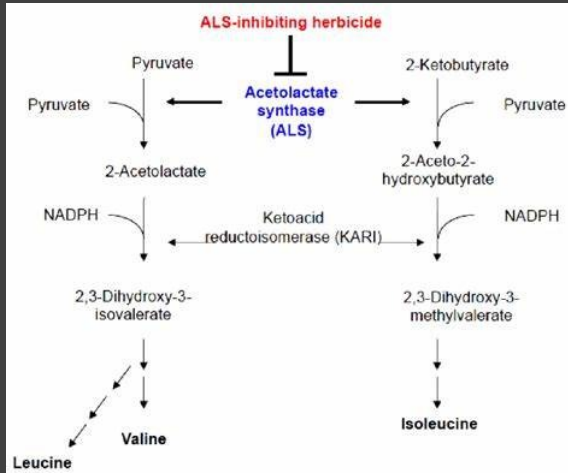 ALS-inhibiting herbicide
Pyruvate
2-Ketobutyrate
Pyruvate
Acetolactate
synthase
(ALS)
Pyruvate
2-Acetolactate
2-Aceto-2-
hydroxybutyrate
NADPH
Ketoacid
reductoisomerase (KARI)
NADPH
2,3-Dihydroxy-3-
isovalerate
2,3-Dihydroxy-3-
methylvalerate
Leucine
Valine
Isoleucine